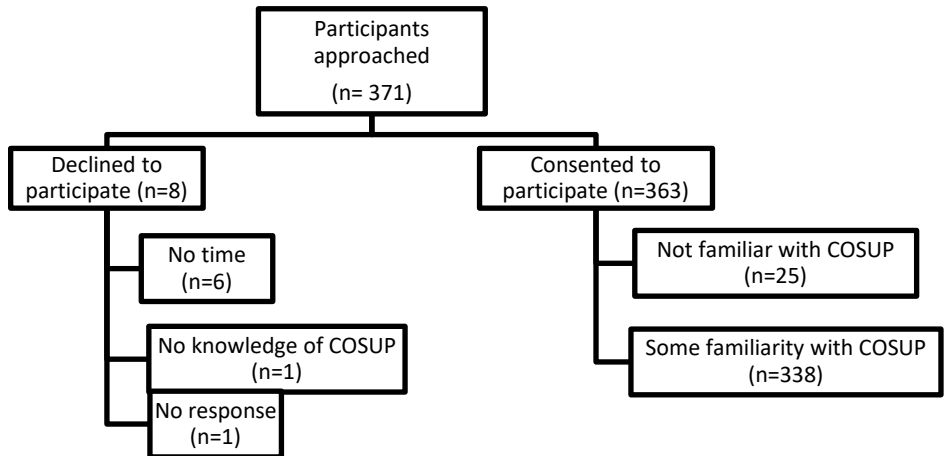 Participants
approached
(n= 371)
Declined to
participate (n=8)
Consented to
participate (n=363)
No time
(n=6)
Not familiar with COSUP
(n=25)
No knowledge of COSUP
(n=1)
Some familiarity with COSUP
(n=338)
No response
(n=1)